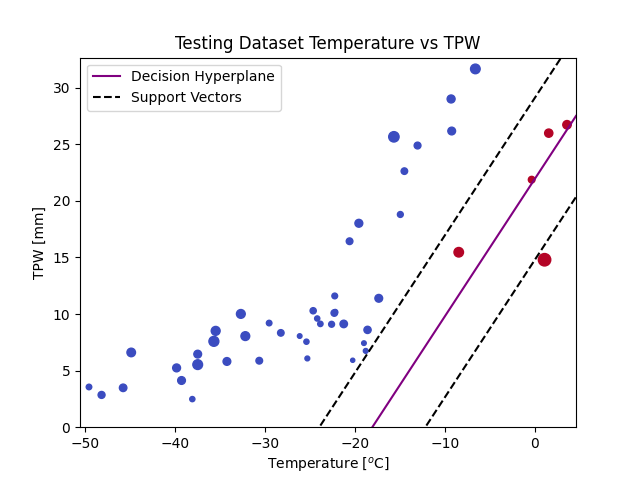 Testing Dataset Temperature vs TPW
Decision Hyperplane
Support Vectors
TPW [mm]
30
25
20
15
10
5
0
−50 −40 −30 −20 −10 0
Temperature [°C]